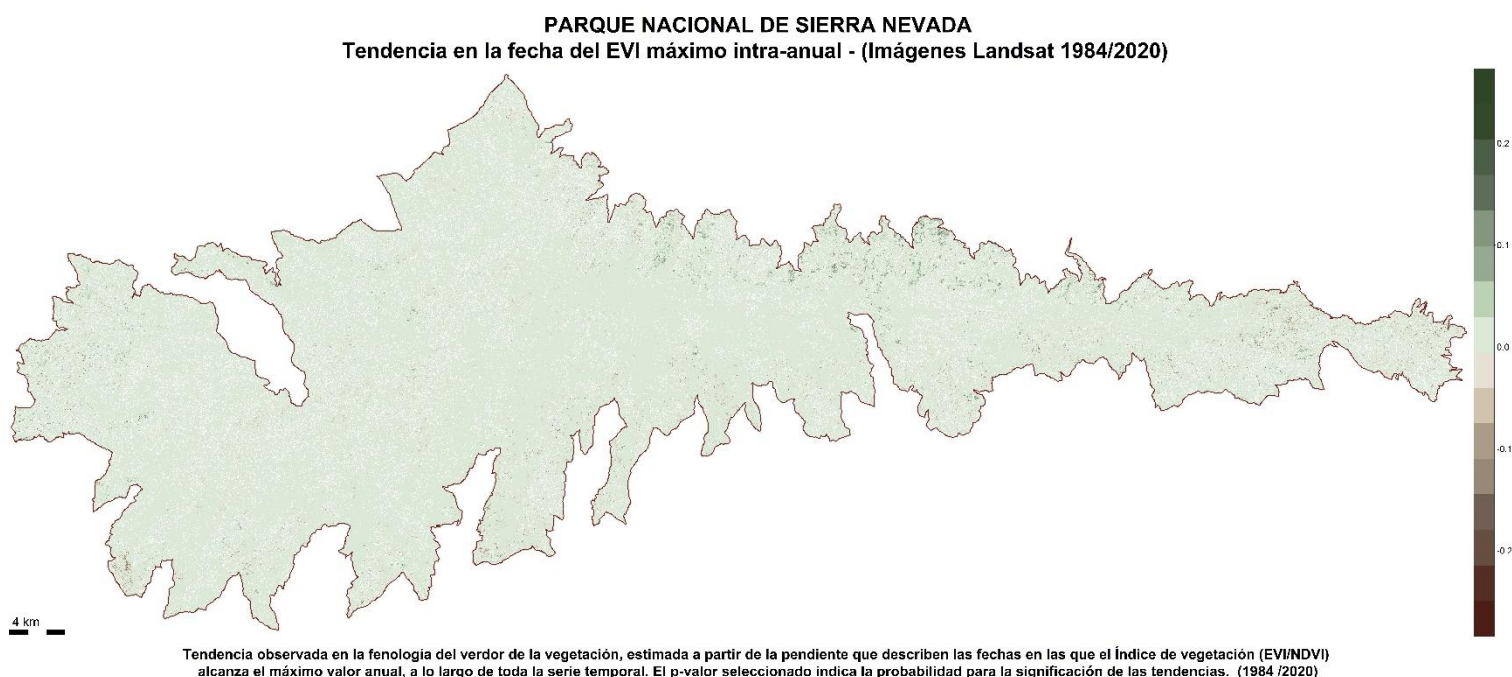 PARQUE NACIONAL DE SIERRA NEVADA
Tendencia en la fecha del EVI máximo intra-anual - (Imágenes Landsat 1984/2020)
0.2
0.1
0.0
-0.1
-0.2
4 km
Tendencia observada en la fenología del verdor de la vegetación, estimada a partir de la pendiente que describen las fechas en las que el Índice de vegetación (EVI/NDVI)
alcanza el máximo valor anual, a lo largo de toda la serie temporal. El p-valor seleccionado indica la probabilidad para la significación de las tendencias. (1984 /2020)